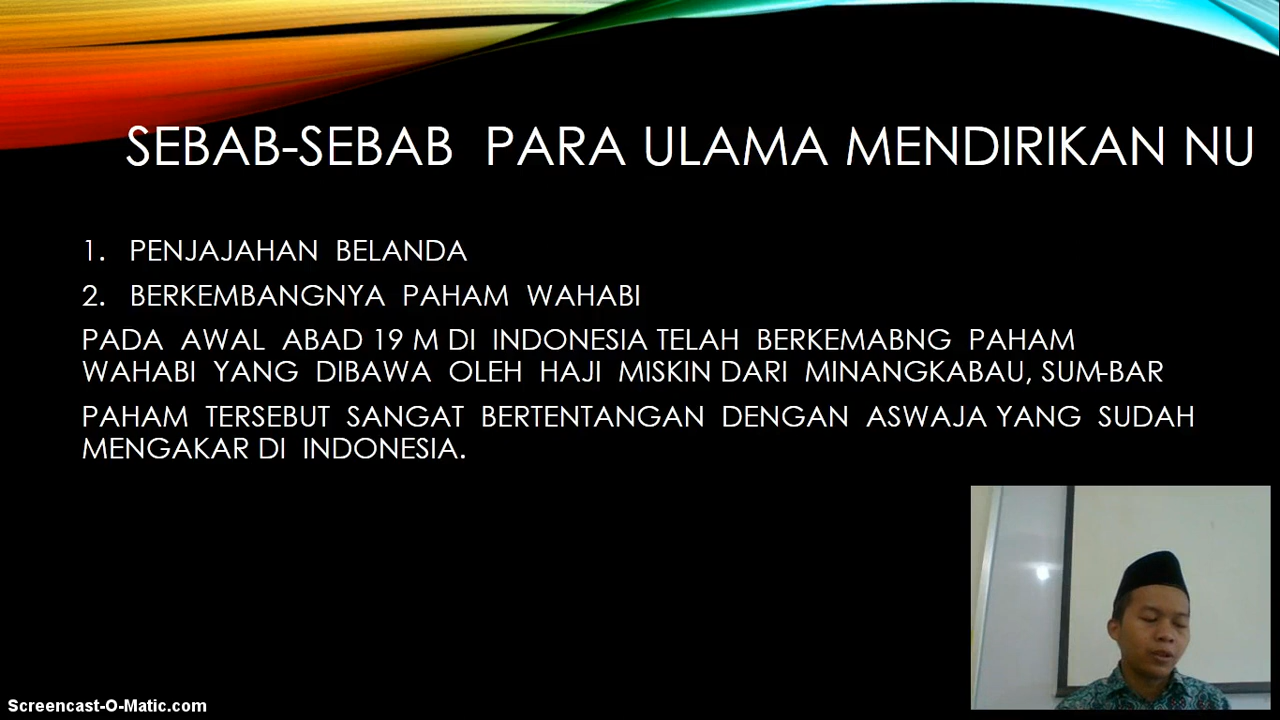 SEBAB-SEBAB PARA ULAMA MENDIRIKAN NU
1. PENJAJAHAN BELANDA
2. BERKEMBANGNYA PAHAM WAHABI
PADA AWAL ABAD 19 M DI INDONESIA TELAH BERKEMABNG PAHAM
WAHABI YANG DIBAWA OLEH HAJI MISKIN DARI MINANGKABAU, SUM-BAR
PAHAM TERSEBUT SANGAT BERTENTANGAN DENGAN ASWAJA YANG SUDAH
MENGAKAR DI INDONESIA.
Screencast-O-Matic.com